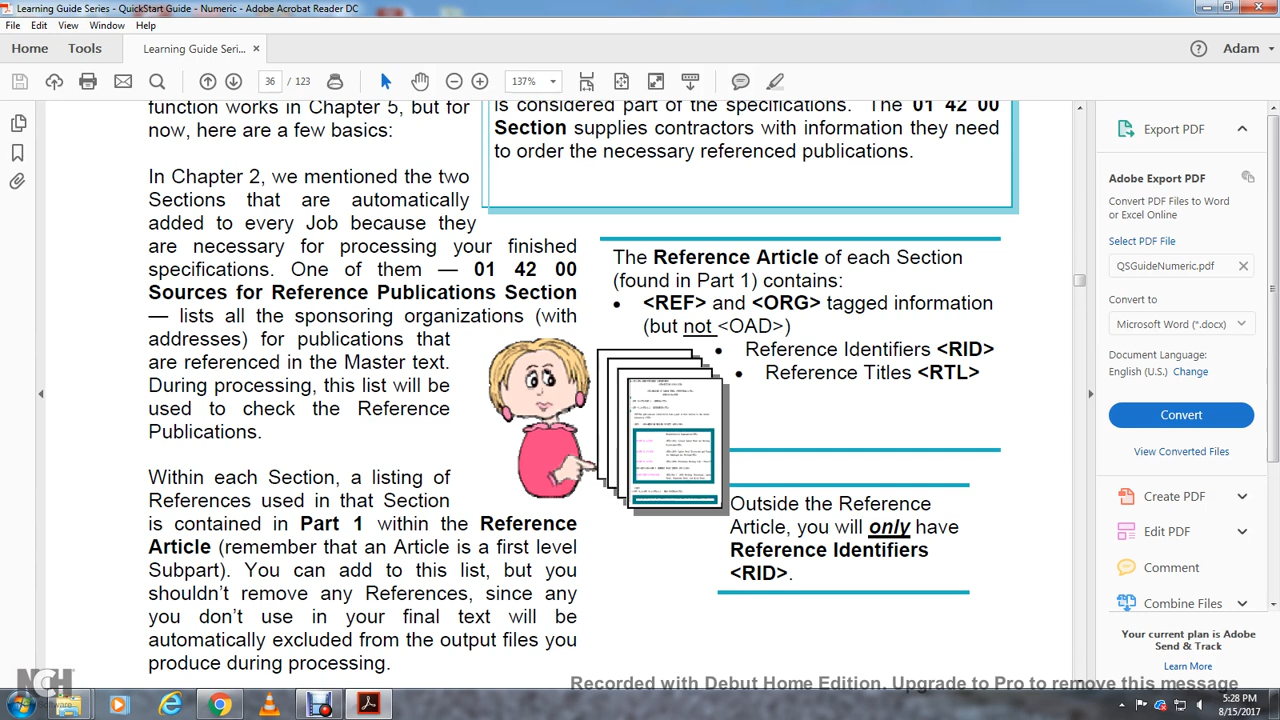 Learning Guide Series - QuickStart Guide - Numeric - Adobe Acrobat Reader DC
File Edit View Window Help
Home Tools Learning Guide Seri... × Adam
36 / 123 137%
function works in Chapter 5, but for
now, here are a few basics:
In Chapter 2, we mentioned the two
Sections that are automatically
added to every Job because they
are necessary for processing your finished
specifications. One of them — 01 42 00
Sources for Reference Publications Section
— lists all the sponsoring organizations (with
addresses) for publications that
are referenced in the Master text.
During processing, this list will be
used to check the Reference
Publications.
Within each Section, a listing of
References used in that Section
is contained in Part 1 within the Reference
Article (remember that an Article is a first level
Subpart). You can add to this list, but you
shouldn't remove any References, since any
you don't use in your final text will be
automatically excluded from the output files you
produce during processing.
is considered part of the specifications. The 01 42 00
Section supplies contractors with information they need
to order the necessary referenced publications.
The Reference Article of each Section
(found in Part 1) contains:
• <REF> and <ORG> tagged information
(but not <OAD>)
• Reference Identifiers <RID>
• Reference Titles <RTL>
Outside the Reference
Article, you will only have
Reference Identifiers
<RID>.
Export PDF
Adobe Export PDF
Convert PDF Files to Word
or Excel Online
Select PDF File
QSGuideNumeric.pdf
Convert to
Microsoft Word (*.docx)
Document Language:
English (U.S.) Change
Convert
View Converted Files
Create PDF
Edit PDF
Comment
Combine Files
Your current plan is Adobe
Send & Track
Learn More
NCH
Software
Recorded with Debut Home Edition. Upgrade to Pro to remove this message
5:28 PM
8/15/2017